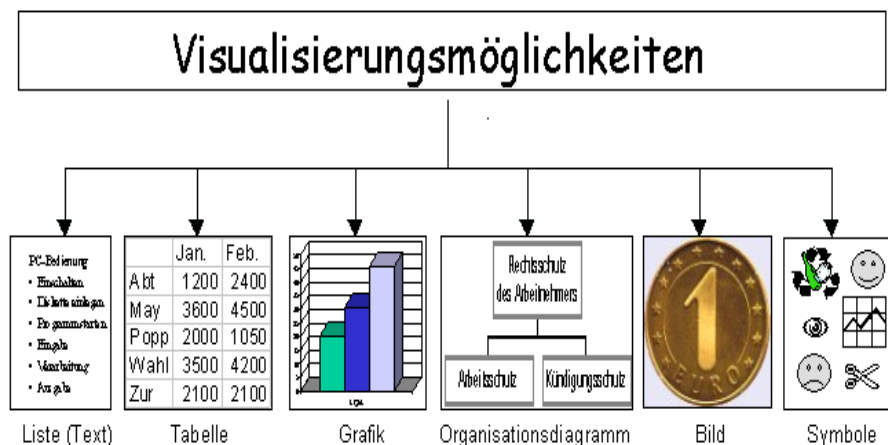 Visualisierungsmöglichkeiten
PC-Bedienung
• Einschalten
• Diskette einlegen
• Programm starten
• Eingabe
• Verarbeitung
• Ausgabe
Jan. Feb.
Abt 1200 2400
May 3600 4500
Popp 2000 1050
Wahl 3500 4200
Zur 2100 2100
Rechtsschutz
des Arbeitnehmers
Arbeitsschutz Kündigungsschutz
1
EURO
Liste (Text) Tabelle Grafik Organisationsdiagramm Bild Symbole